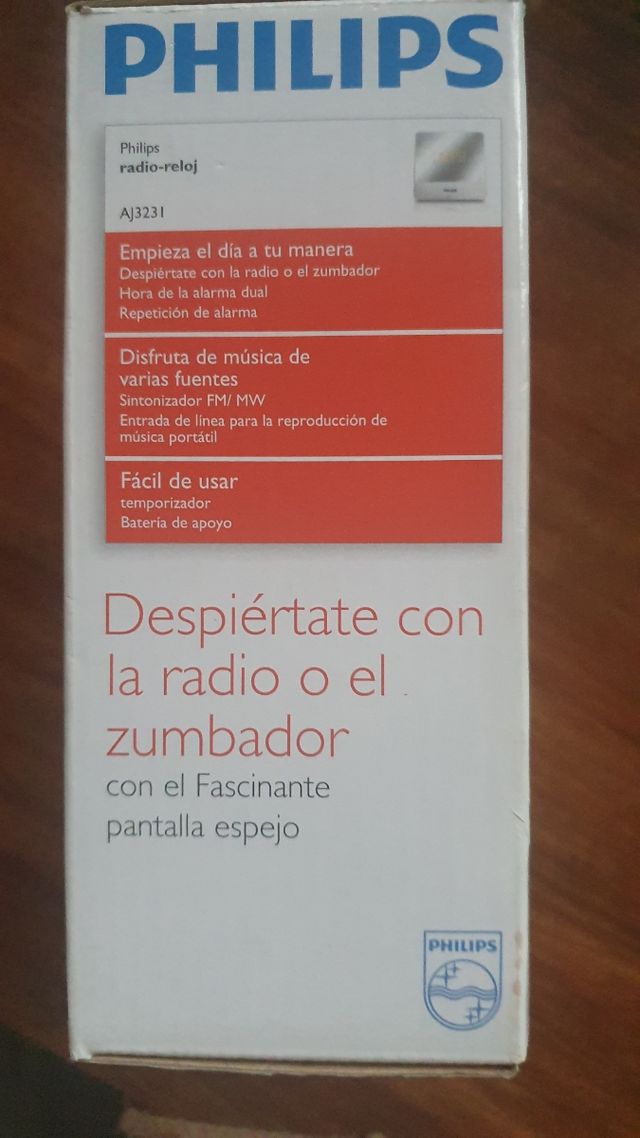 PHILIPS
Philips
radio-reloj
AJ3231
Empieza el día a tu manera
Despiértate con la radio o el zumbador
Hora de la alarma dual
Repetición de alarma
Disfruta de música de
varias fuentes
Sintonizador FM/ MW
Entrada de línea para la reproducción de
música portátil
Fácil de usar
temporizador
Batería de apoyo
Despiértate con
la radio o el
zumbador
con el Fascinante
pantalla espejo
PHILIPS